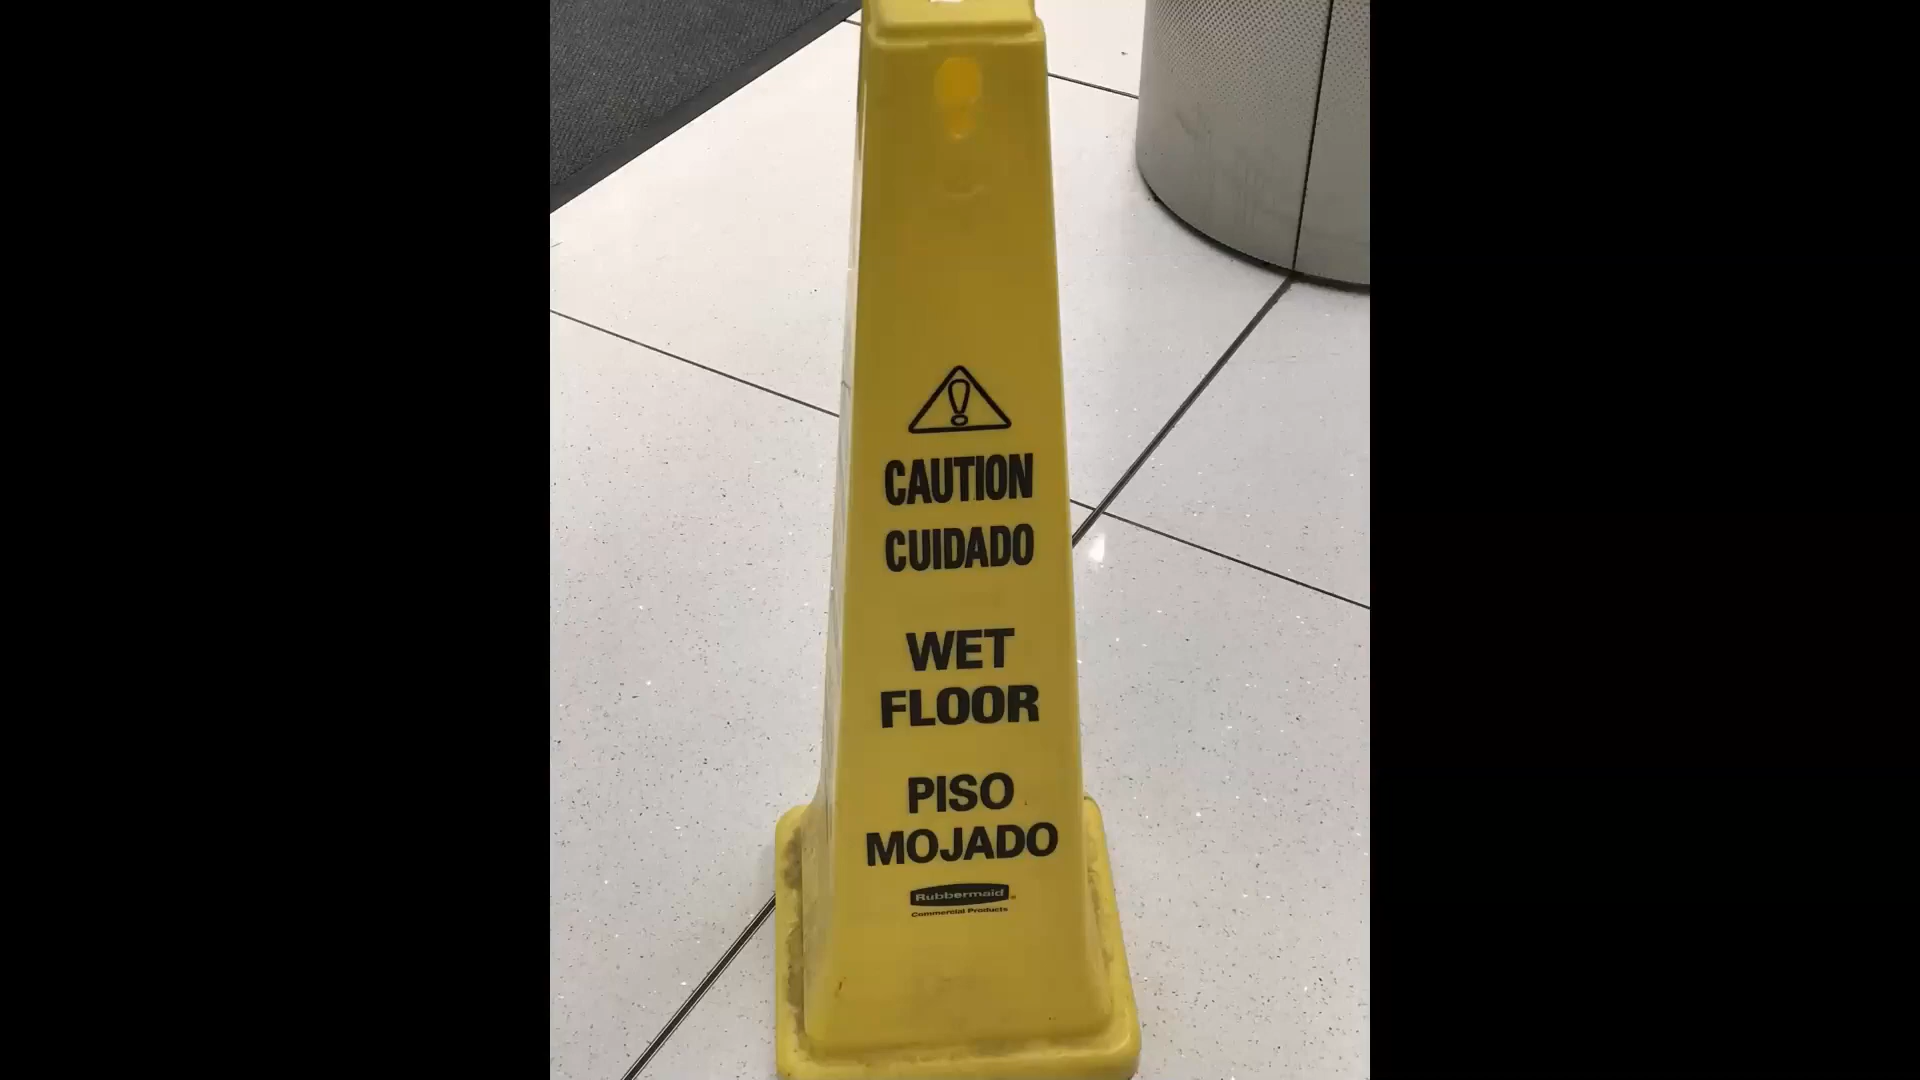 CAUTION
CUIDADO
WET
FLOOR
PISO
MOJADO
Rubbermaid
Commercial Products